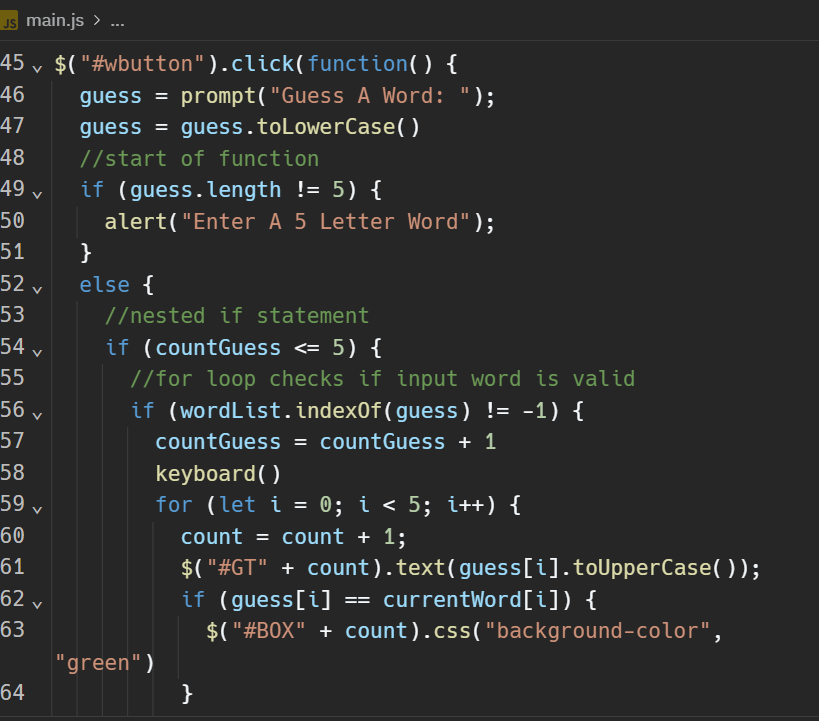 JS main.js > ...
45 $("#wbutton").click(function() {
46 guess = prompt("Guess A Word: ");
47 guess = guess.toLowerCase()
48 //start of function
49 if (guess.length != 5) {
50 alert("Enter A 5 Letter Word");
51 }
52 else {
53 //nested if statement
54 if (countGuess <= 5) {
55 //for loop checks if input word is valid
56 if (wordList.indexOf(guess) != -1) {
57 countGuess = countGuess + 1
58 keyboard()
59 for (let i = 0; i < 5; i++) {
60 count = count + 1;
61 $("#GT" + count).text(guess[i].toUpperCase());
62 if (guess[i] == currentWord[i]) {
63 $("#BOX" + count).css("background-color",
"green")
64 }